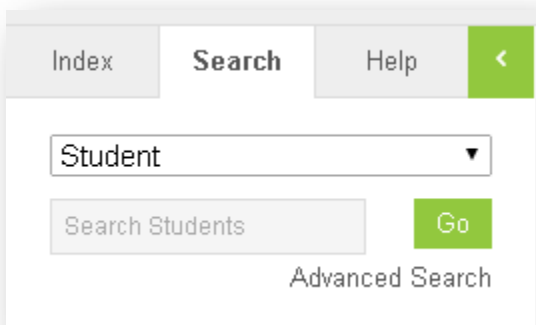 Index Search Help
Student
Search Students Go
Advanced Search